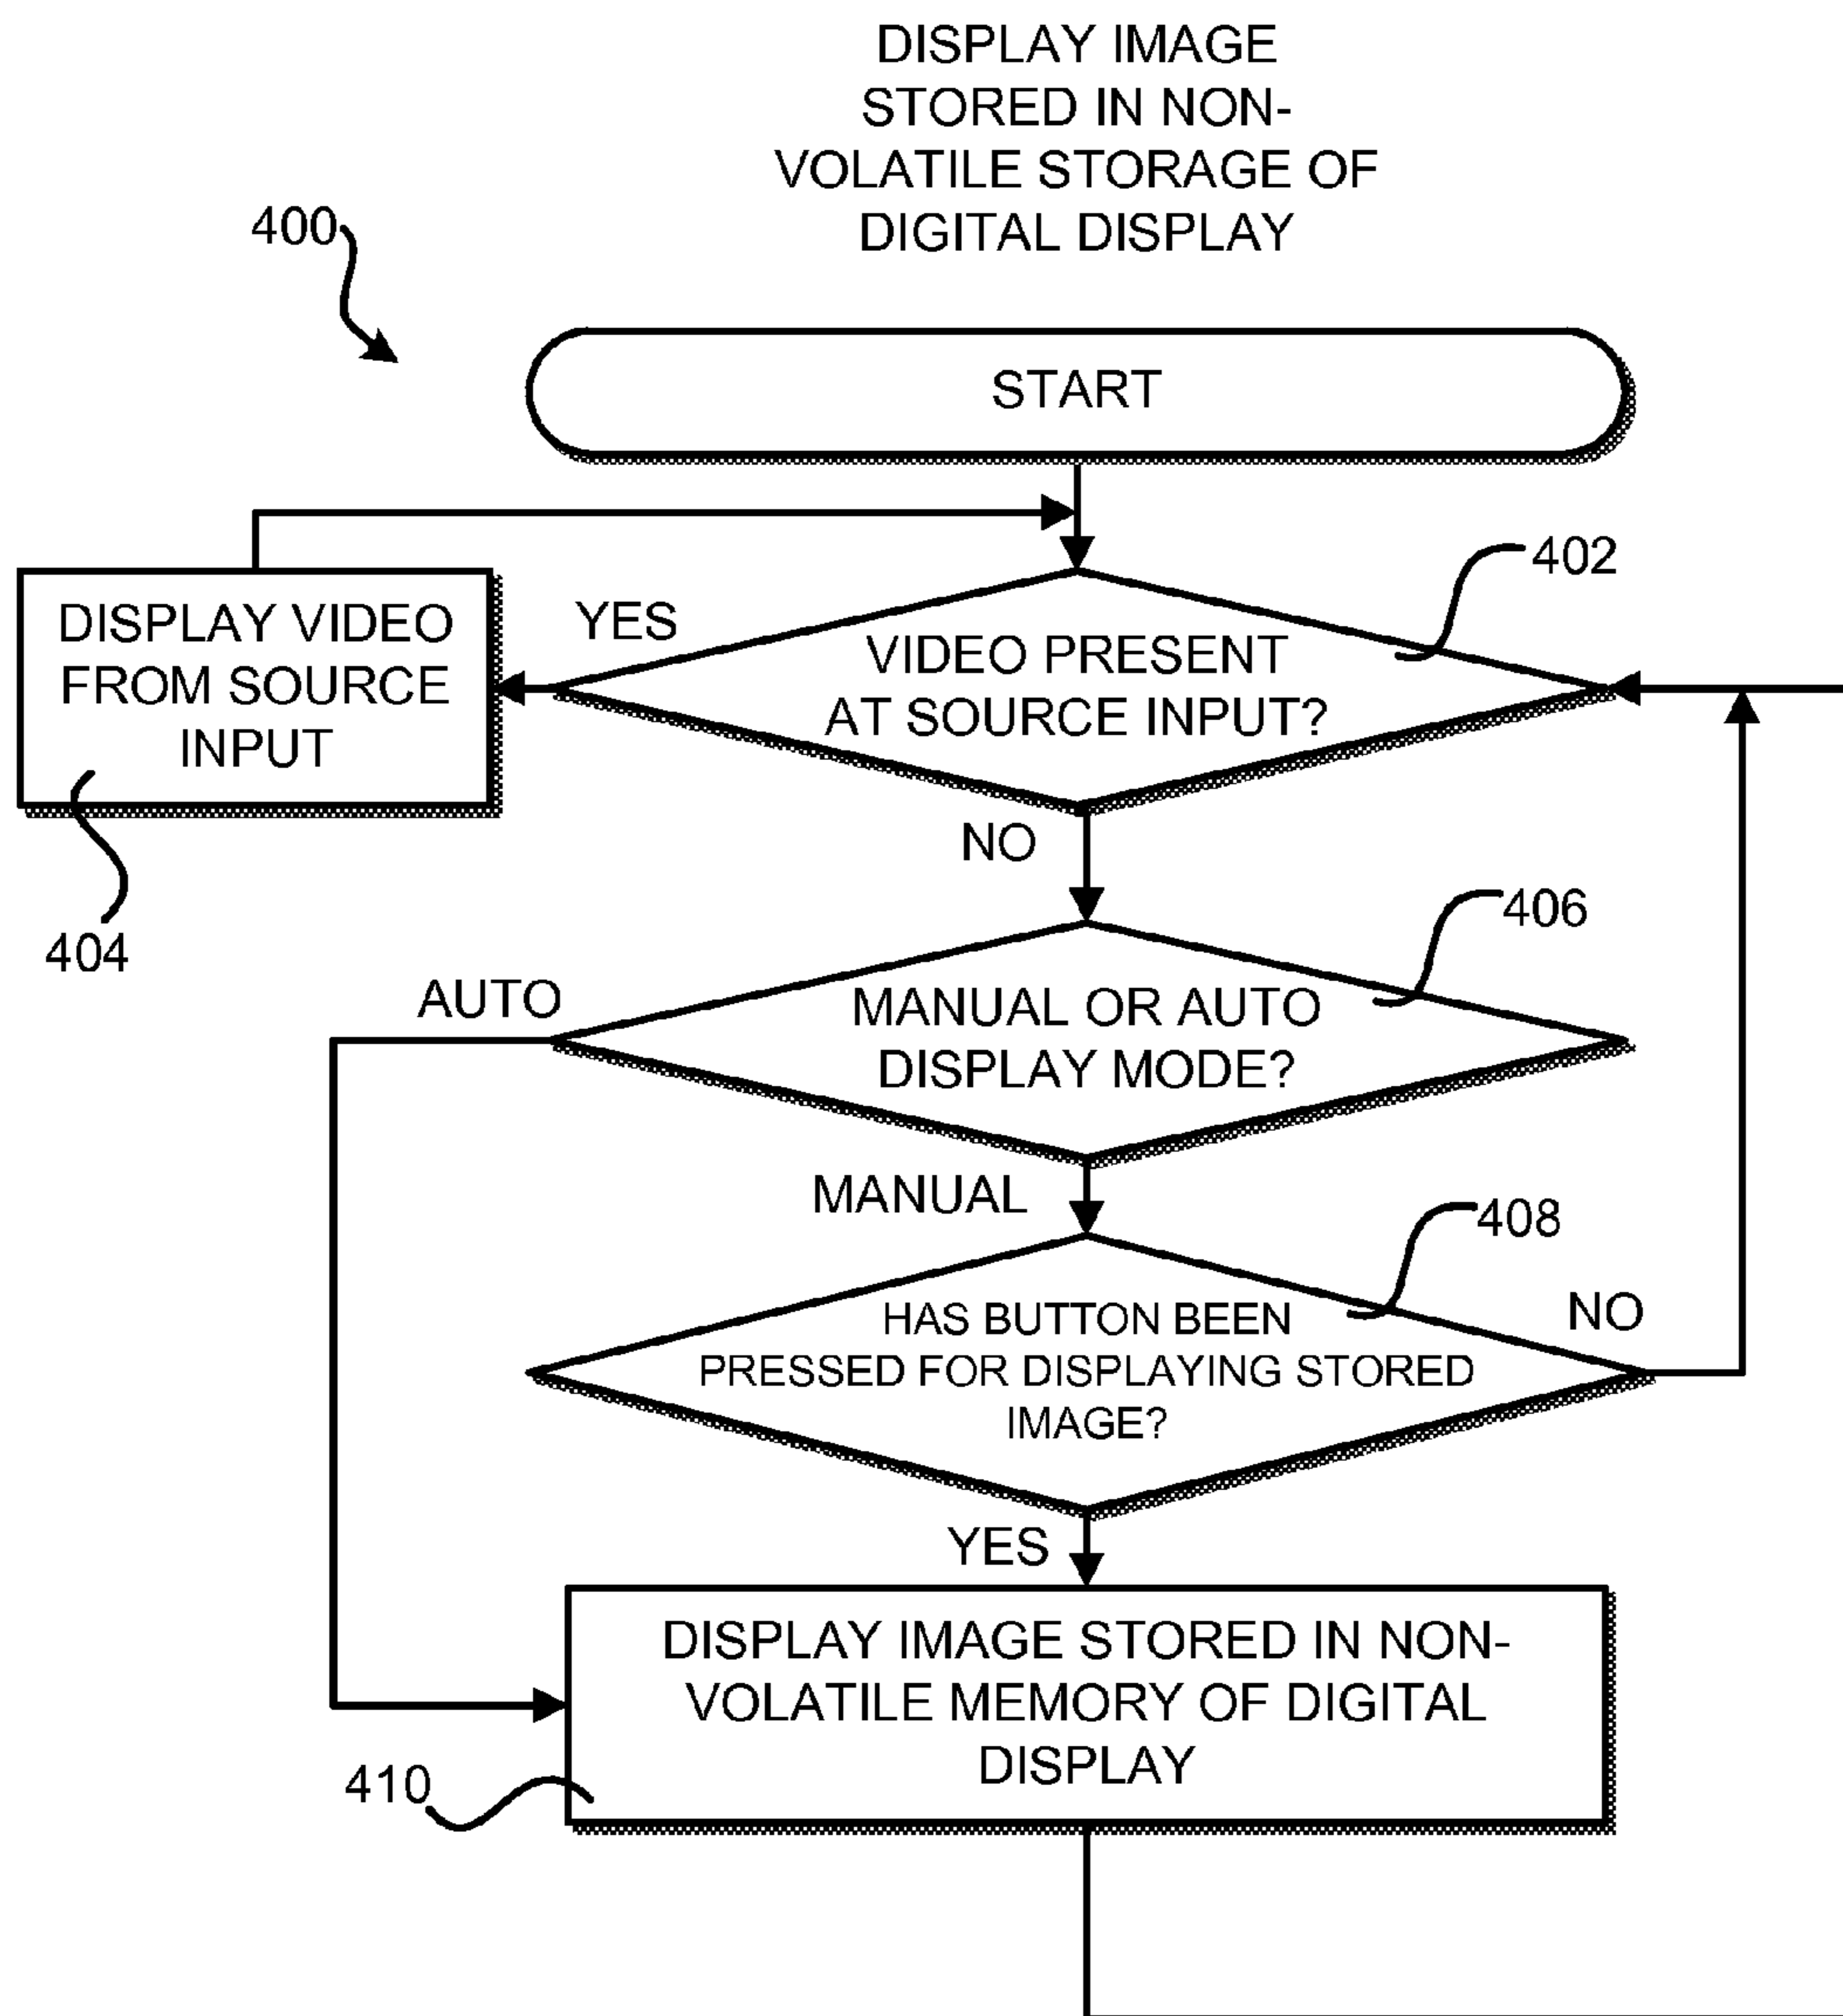 DISPLAY IMAGE
STORED IN NON-
VOLATILE STORAGE OF
DIGITAL DISPLAY
400
START
402
YES
VIDEO PRESENT
AT SOURCE INPUT?
DISPLAY VIDEO
FROM SOURCE
INPUT
404
NO
406
AUTO
MANUAL OR AUTO
DISPLAY MODE?
MANUAL
408
HAS BUTTON BEEN
PRESSED FOR DISPLAYING STORED
IMAGE?
NO
YES
DISPLAY IMAGE STORED IN NON-
VOLATILE MEMORY OF DIGITAL
DISPLAY
410